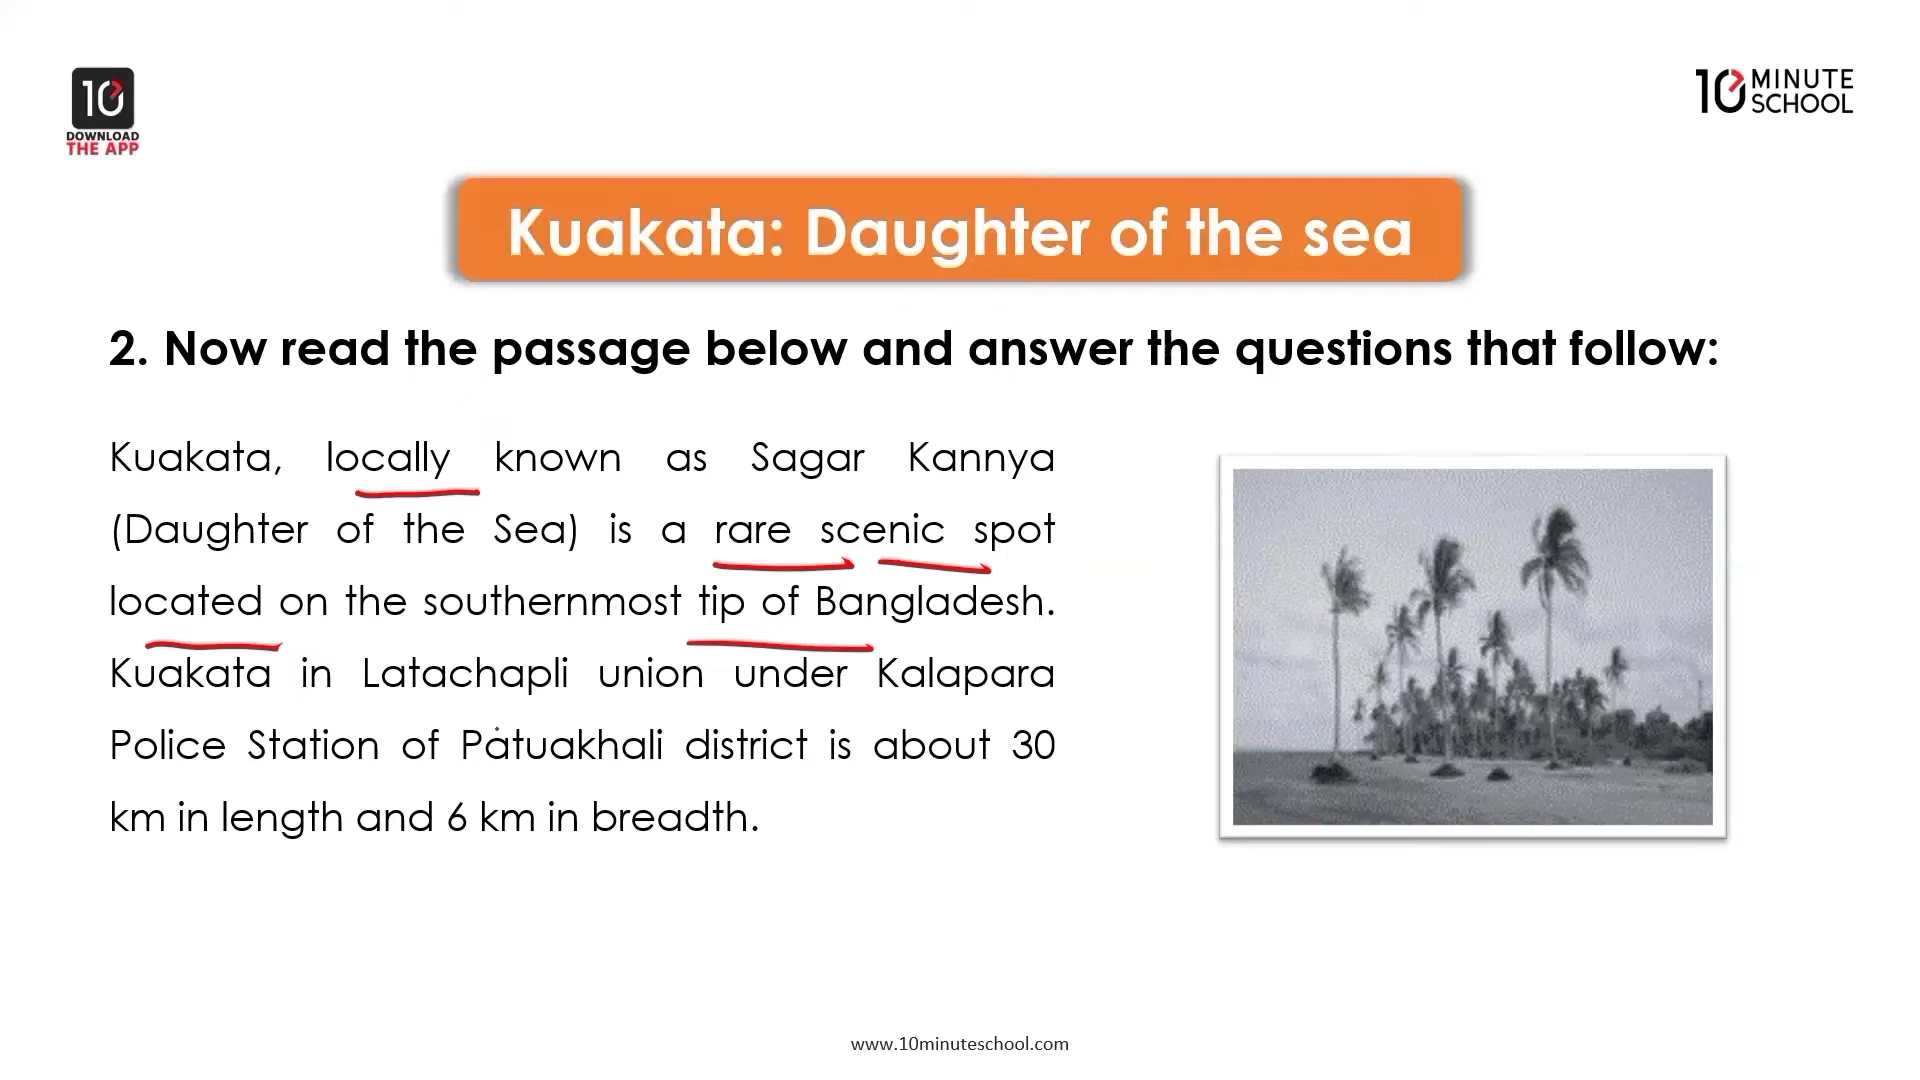 10
DOWNLOAD
THE APP
10 MINUTE
SCHOOL
Kuakata: Daughter of the sea
2. Now read the passage below and answer the questions that follow:
Kuakata, locally known as Sagar Kannya
(Daughter of the Sea) is a rare scenic spot
located on the southernmost tip of Bangladesh.
Kuakata in Latachapli union under Kalapara
Police Station of Patuakhali district is about 30
km in length and 6 km in breadth.
www.10minuteschool.com